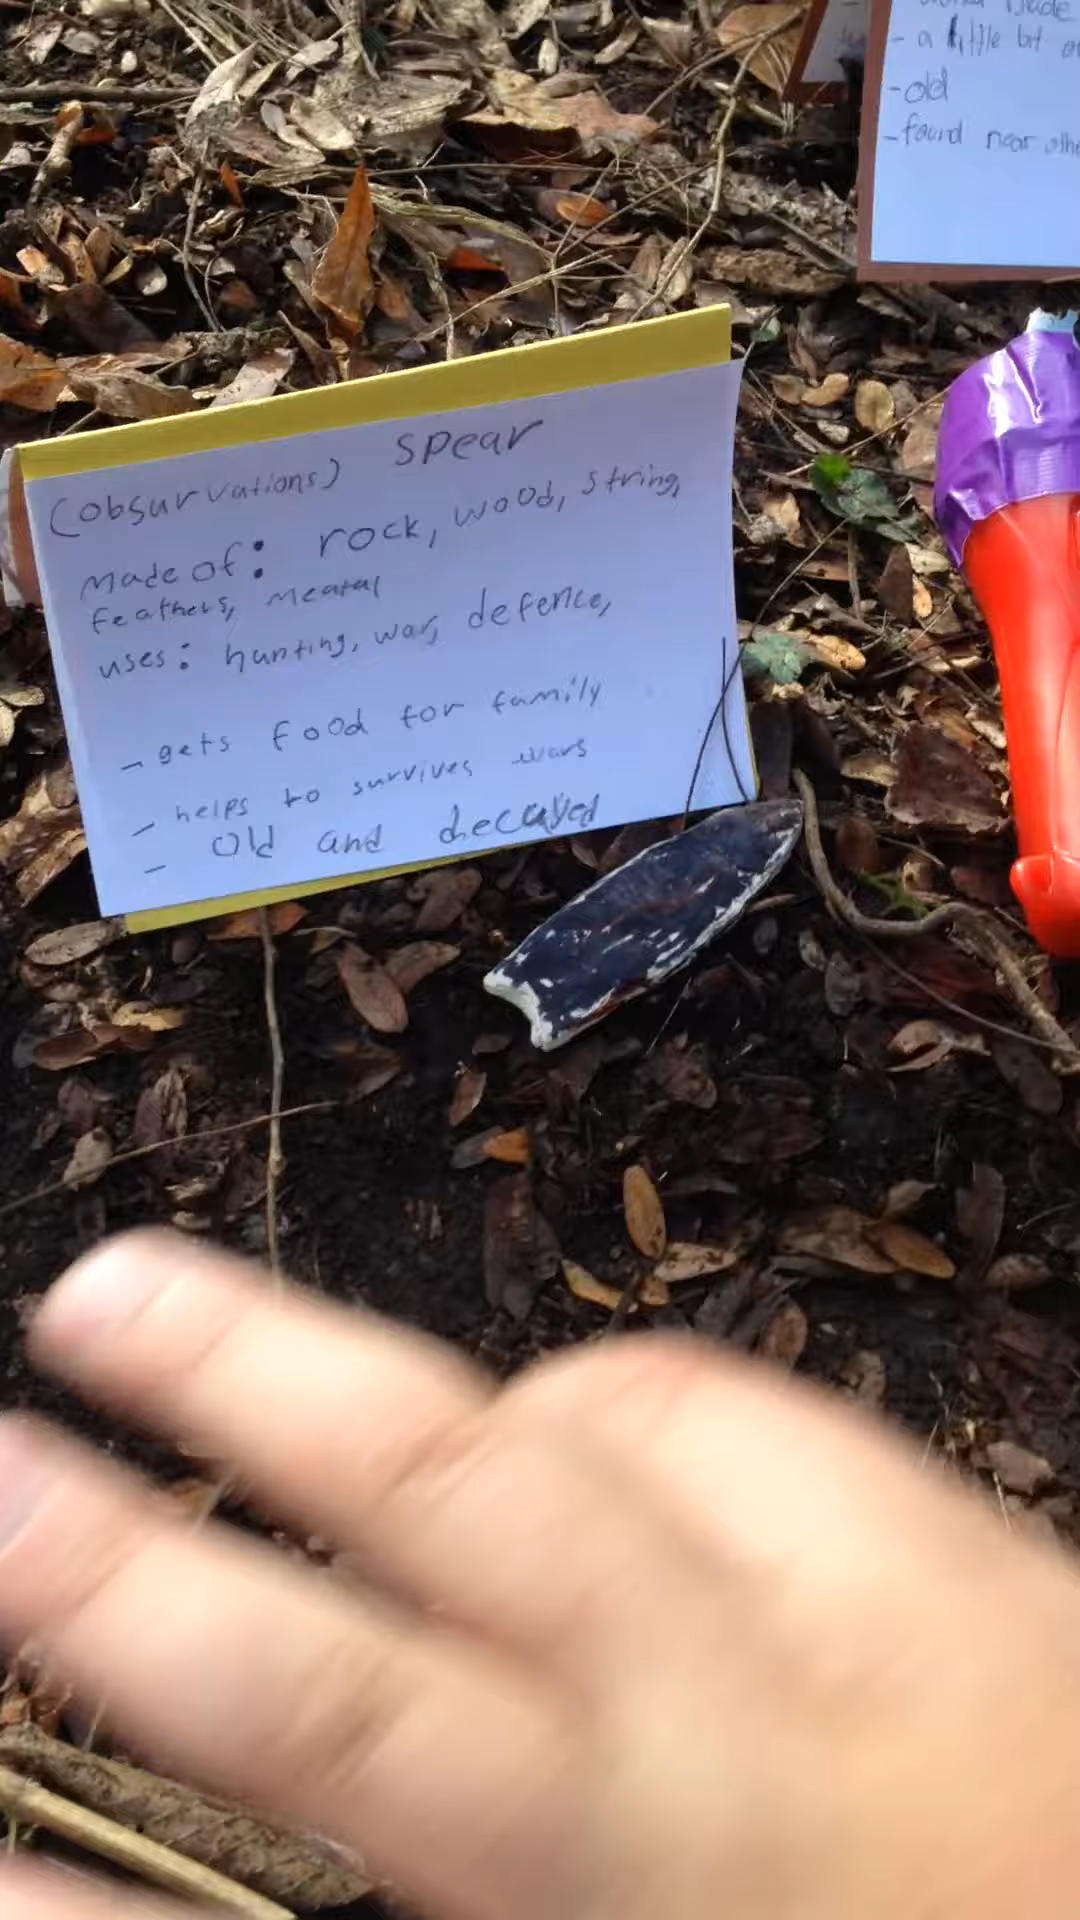 - a little bit
- old
- found near
spear
(obsurvations)
made of: rock, wood, string,
feathers, meatal
uses: hunting, war, defence,
- gets food for family
- helps to survives wars
- old and decayed